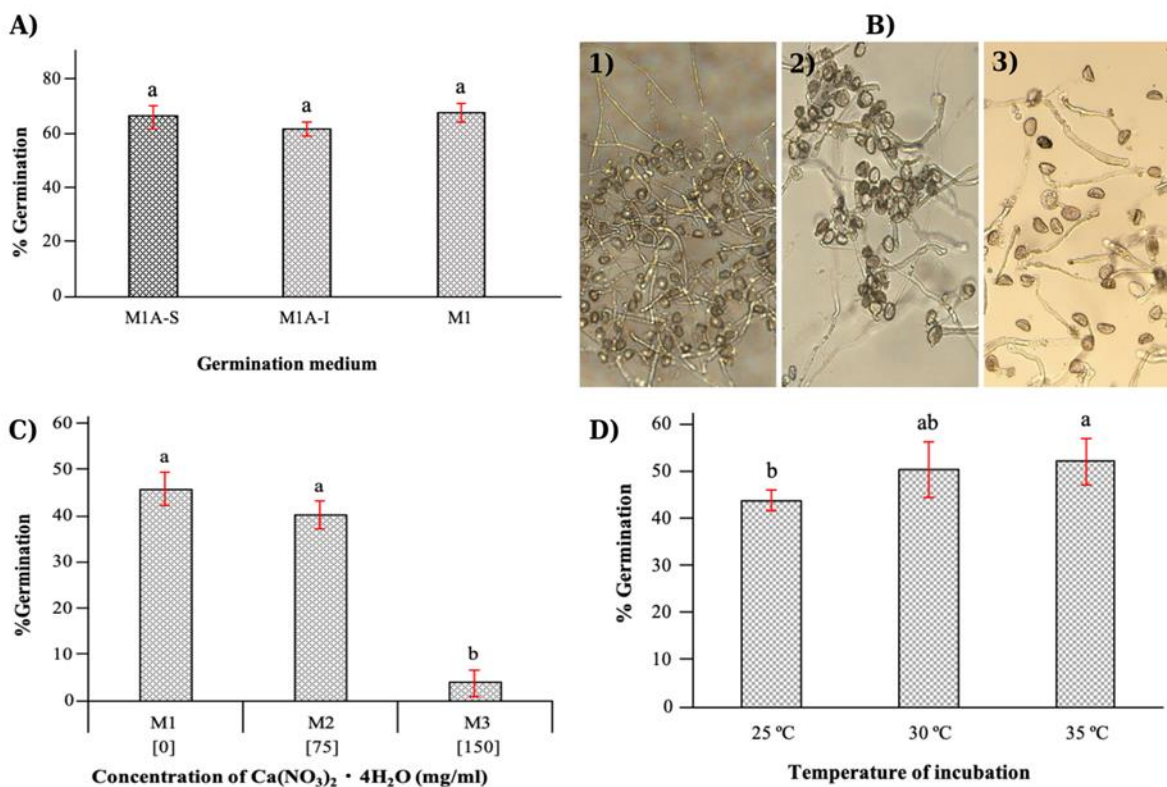 A)
% Germination
80
60
40
20
0
a
a
a
M1A-S M1A-I M1
Germination medium
B)
1)
2)
3)
C)
%Germination
60
50
40
30
20
10
0
a
a
b
M1 M2 M3
[0] [75] [150]
Concentration of Ca(NO₃)₂ · 4H₂O (mg/ml)
D)
% Germination
60
50
40
30
20
10
0
b
ab
a
25 ºC 30 ºC 35 ºC
Temperature of incubation